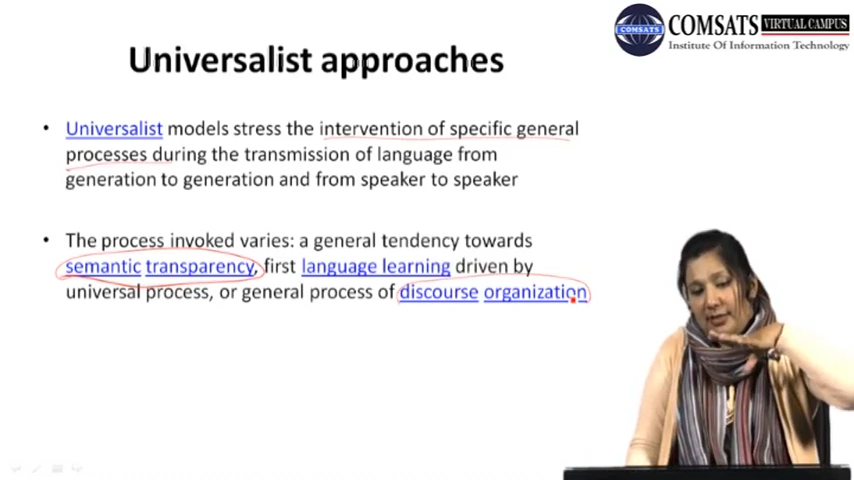 COMSATS VIRTUAL CAMPUS
COMSATS
Institute Of Information Technology
Universalist approaches
• Universalist models stress the intervention of specific general
processes during the transmission of language from
generation to generation and from speaker to speaker
• The process invoked varies: a general tendency towards
semantic transparency, first language learning driven by
universal process, or general process of discourse organization